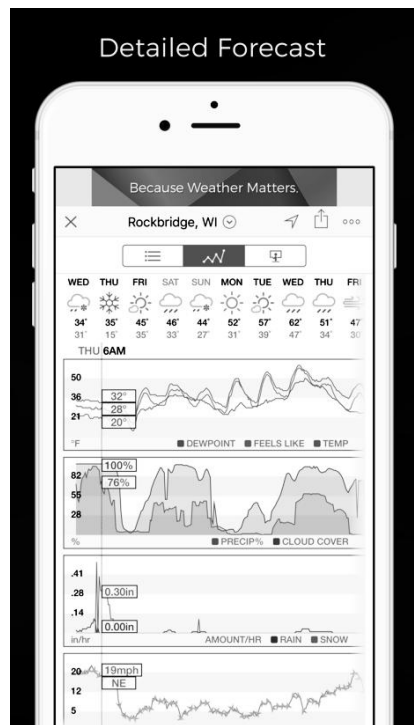 Detailed Forecast
Because Weather Matters.
Rockbridge, WI
WED THU FRI SAT SUN MON TUE WED THU FRI
34° 35° 45° 46° 44° 52° 57° 62° 51° 47°
31° 15° 35° 33° 27° 31° 39° 47° 34° 30°
THU 6AM
50
36
21
32°
28°
20°
°F
DEWPOINT FEELS LIKE TEMP
82
55
28
100%
76%
%
PRECIP% CLOUD COVER
.41
.28
.14
0.30in
0.00in
in/hr
AMOUNT/HR RAIN SNOW
20
12
5
19mph
NE